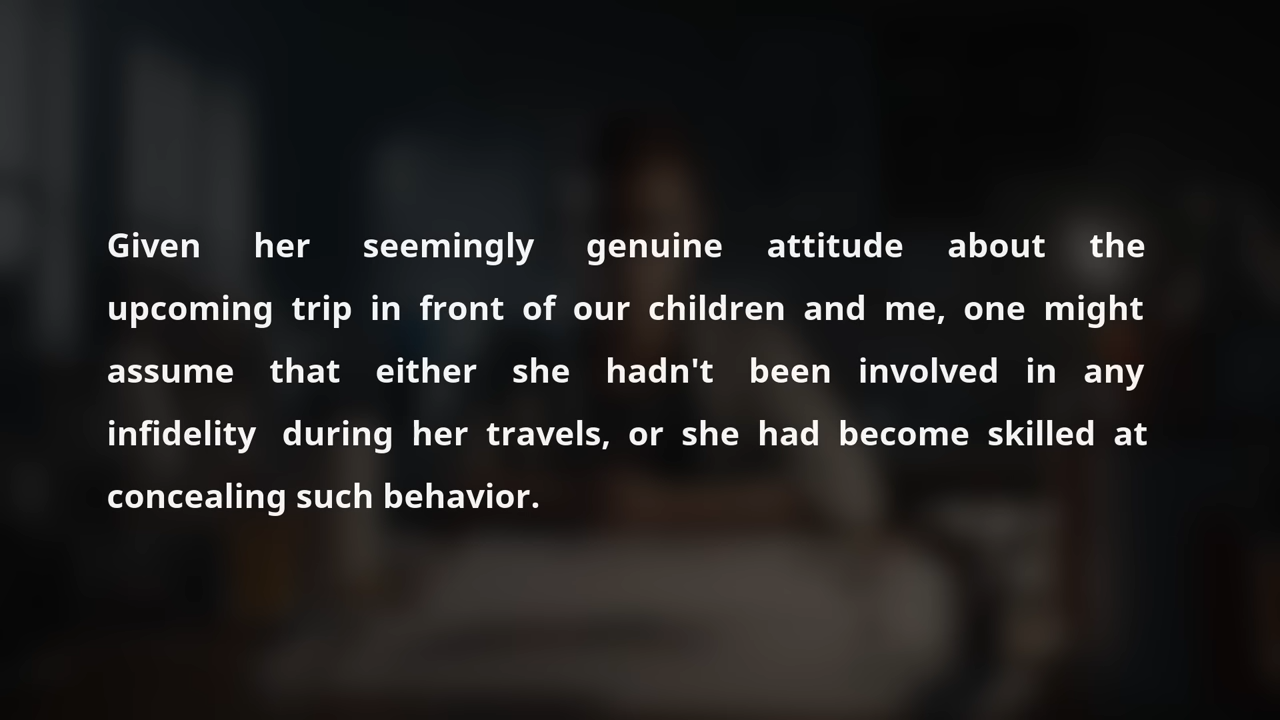 Given her seemingly genuine attitude about the
upcoming trip in front of our children and me, one might
assume that either she hadn't been involved in any
infidelity during her travels, or she had become skilled at
concealing such behavior.